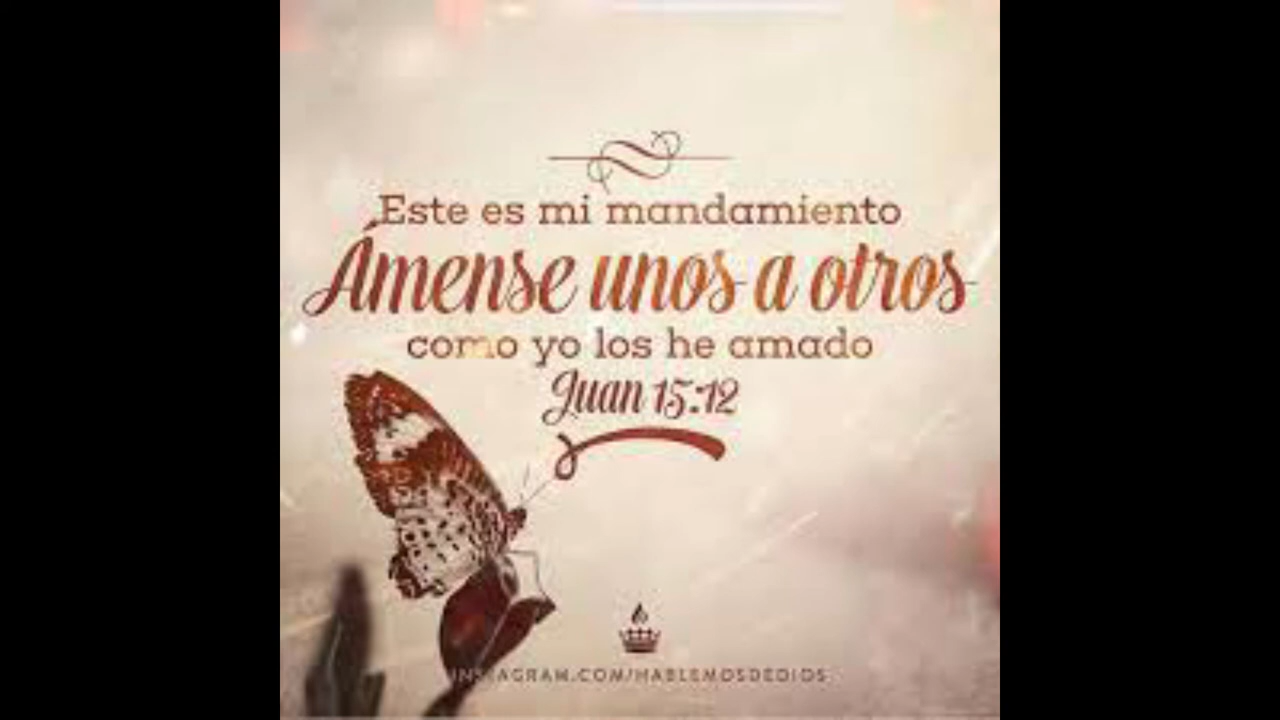 Este es mi mandamiento
Ámense unos a otros
como yo los he amado
Juan 15:12
INSTAGRAM.COM/HABLEMOSDEDIOS